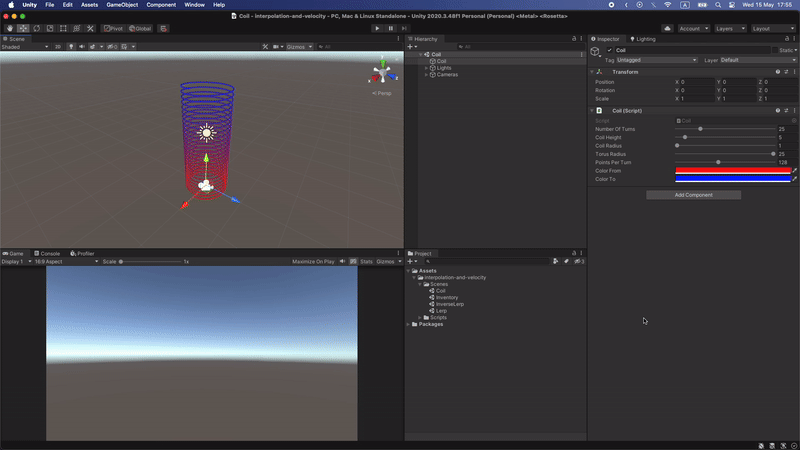 Unity File Edit Assets GameObject Component Window Help Wed 15 May 17:55
Coil - interpolation-and-velocity - PC, Mac & Linux Standalone - Unity 2020.3.48f1 Personal (Personal) <Metal> <Rosetta>
Pivot Global Account Layers Layout
Scene
Shaded 2D Gizmos All
y
x
z
Persp
Hierarchy
All
Coil
Coil
Lights
Cameras
Inspector Lighting
Coil Static
Tag Untagged Layer Default
Transform
Position X 0 Y 0 Z 0
Rotation X 0 Y 0 Z 0
Scale X 1 Y 1 Z 1
Coil (Script)
Script Coil
Number Of Turns 25
Coil Height 5
Coil Radius 1
Torus Radius 25
Points Per Turn 128
Color From
Color To
Add Component
Game Console Profiler
Display 1 16:9 Aspect Scale 1x Maximize On Play Stats Gizmos
Project
Assets
interpolation-and-velocity
Scenes
Coil
Inventory
InverseLerp
Lerp
Scripts
Packages